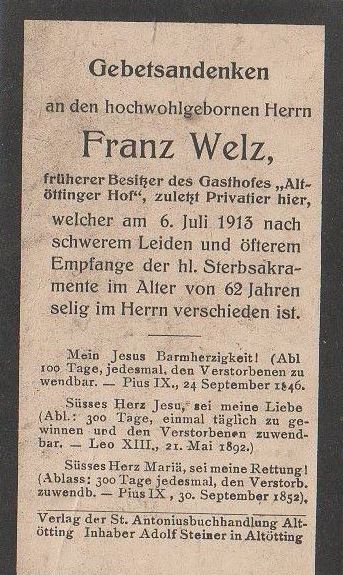 Gebetsandenken
an den hochwohlgebornen Herrn
Franz Welz,
früherer Besitzer des Gasthofes „Alt-
öttinger Hof“, zuletzt Privatier hier,
welcher am 6. Juli 1913 nach
schwerem Leiden und öfterem
Empfange der hl. Sterbsakra-
mente im Alter von 62 Jahren
selig im Herrn verschieden ist.
Mein Jesus Barmherzigkeit! (Abl
100 Tage, jedesmal, den Verstorbenen zu
wendbar. — Pius IX., 24 September 1846.
Süsses Herz Jesu, sei meine Liebe
(Abl.: 300 Tage, einmal täglich zu ge-
winnen und den Verstorbenen zuwend-
bar. — Leo XIII., 21. Mai 1892.)
Süsses Herz Mariä, sei meine Rettung!
(Ablass: 300 Tage jedesmal, den Verstorb.
zuwendb. — Pius IX, 30. September 1852).
Verlag der St. Antoniusbuchhandlung Alt-
ötting Inhaber Adolf Steiner in Altötting